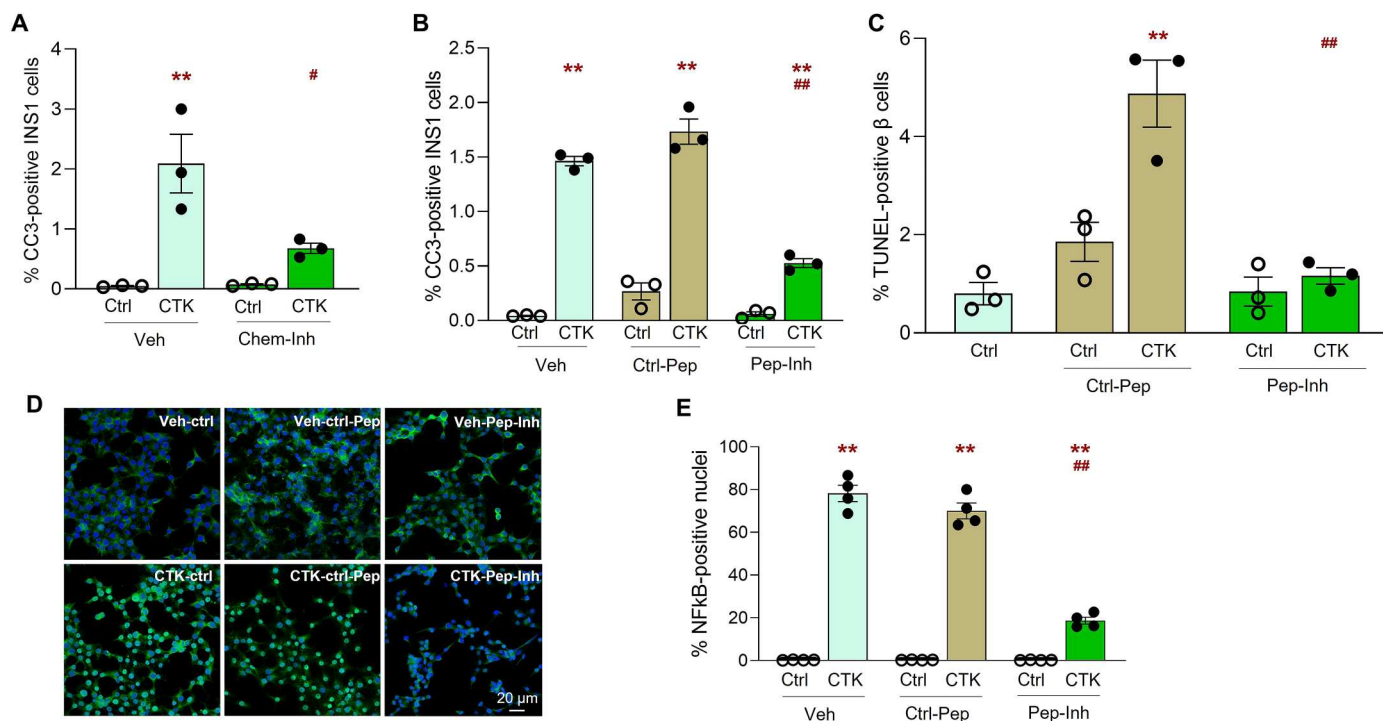 A
% CC3-positive INS1 cells
4
3
2
1
0
**
#
Ctrl CTK Ctrl CTK
Veh Chem-Inh
B
% CC3-positive INS1 cells
2.5
2.0
1.5
1.0
0.5
0.0
** ** **
##
Ctrl CTK Ctrl CTK Ctrl CTK
Veh Ctrl-Pep Pep-Inh
C
% TUNEL-positive β cells
6
4
2
0
** ##
Ctrl Ctrl CTK Ctrl CTK
Ctrl-Pep Pep-Inh
D
Veh-ctrl Veh-ctrl-Pep Veh-Pep-Inh
CTK-ctrl CTK-ctrl-Pep CTK-Pep-Inh
20 µm
E
% NFkB-positive nuclei
100
80
60
40
20
0
** ** **
##
Ctrl CTK Ctrl CTK Ctrl CTK
Veh Ctrl-Pep Pep-Inh